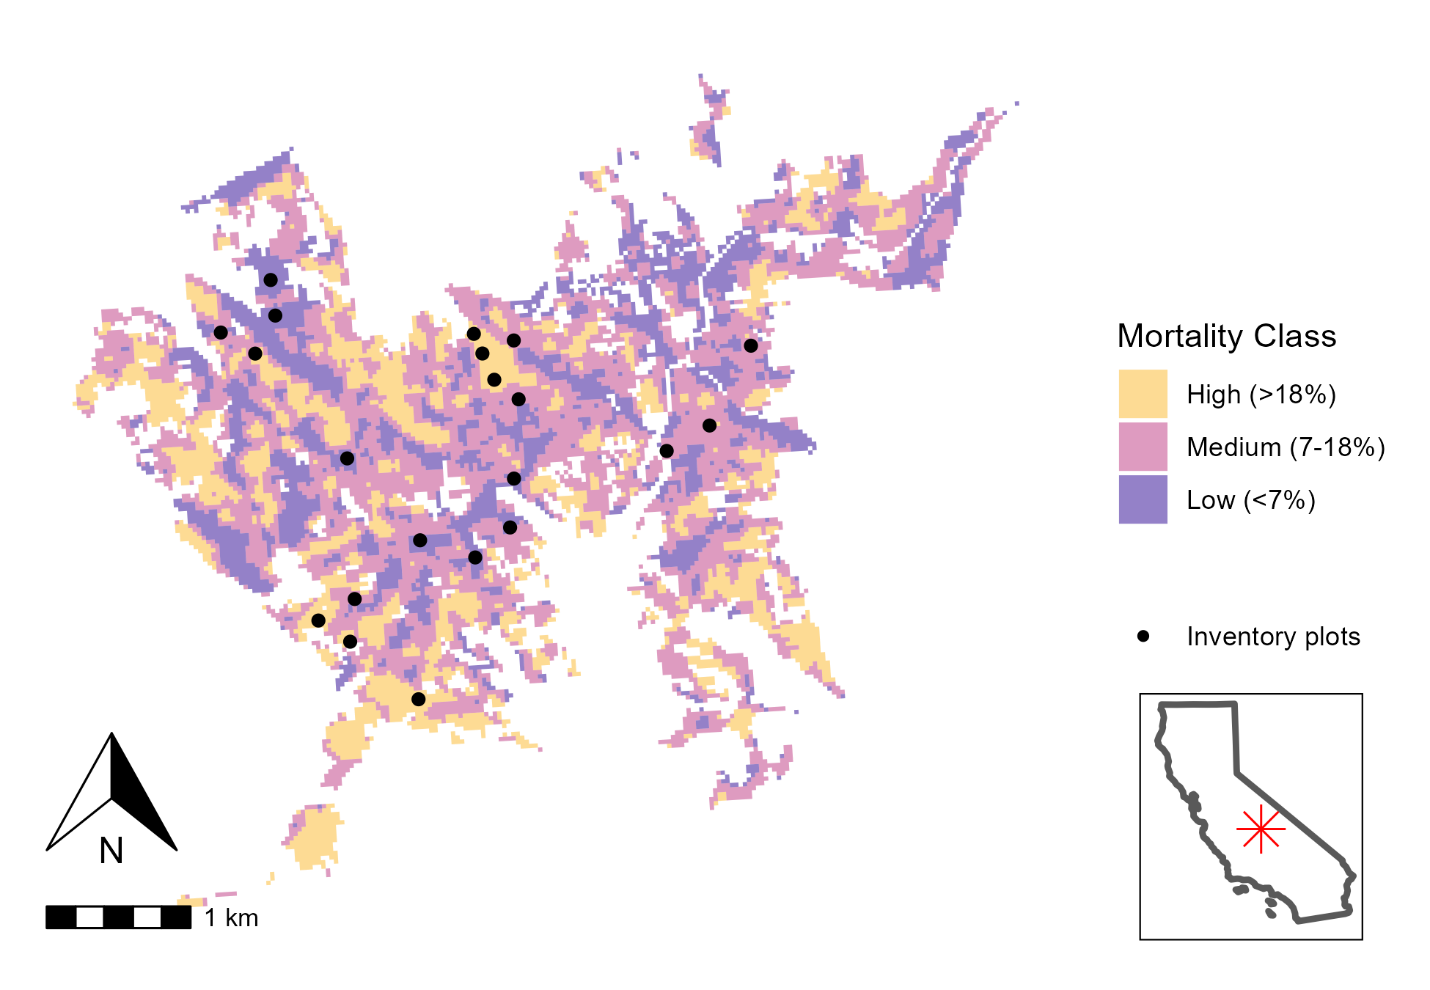 Mortality Class
High (>18%)
Medium (7-18%)
Low (<7%)
Inventory plots
N
1 km